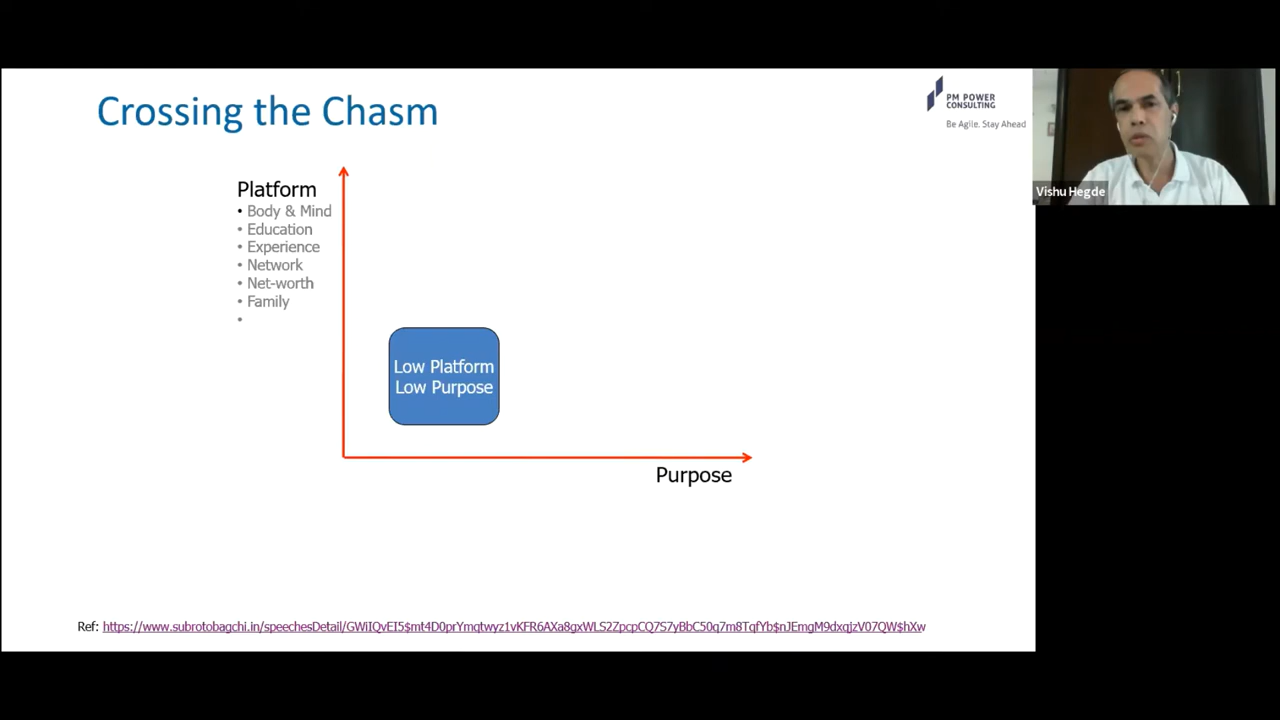 Crossing the Chasm
PM POWER
CONSULTING
Be Agile. Stay Ahead
Vishu Hegde
Platform
• Body & Mind
• Education
• Experience
• Network
• Net-worth
• Family
•
Low Platform
Low Purpose
Purpose
Ref: https://www.subrotobagchi.in/speechesDetail/GWiIQvEI5$mt4D0prYmqtwyz1vKFR6AXa8gxWLS2ZpcpCQ7S7yBbC50q7m8TqfYb$nJEmgM9dxqjzV07QW$hXw